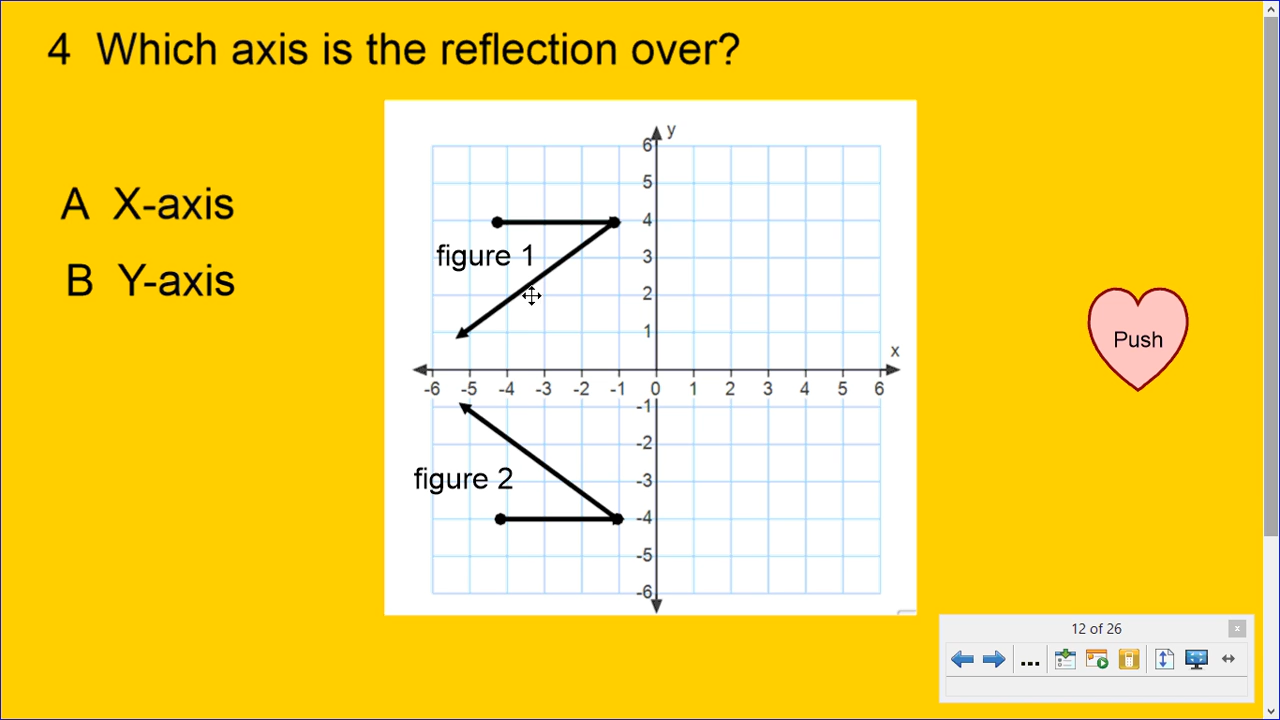 4 Which axis is the reflection over?
A X-axis
B Y-axis
y
6
5
4
figure 1
3
2
1
x
-6 -5 -4 -3 -2 -1 0 1 2 3 4 5 6
-1
-2
figure 2
-3
-4
-5
-6
Push
12 of 26